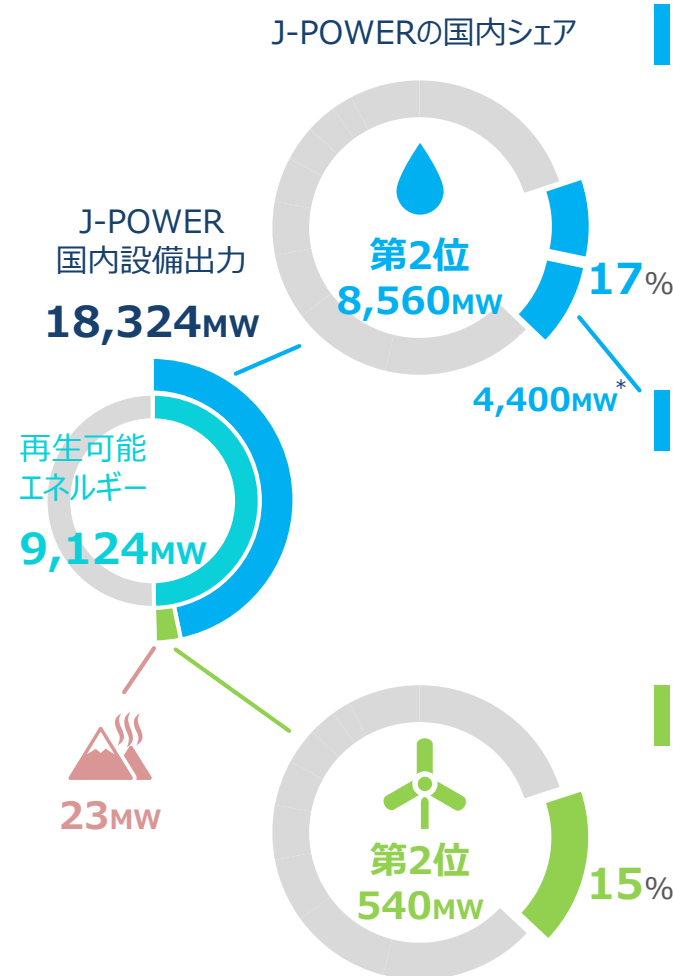 J-POWERの国内シェア
第2位
8,560MW
17%
4,400MW*
J-POWER
国内設備出力
18,324MW
再生可能
エネルギー
9,124MW
23MW
第2位
540MW
15%